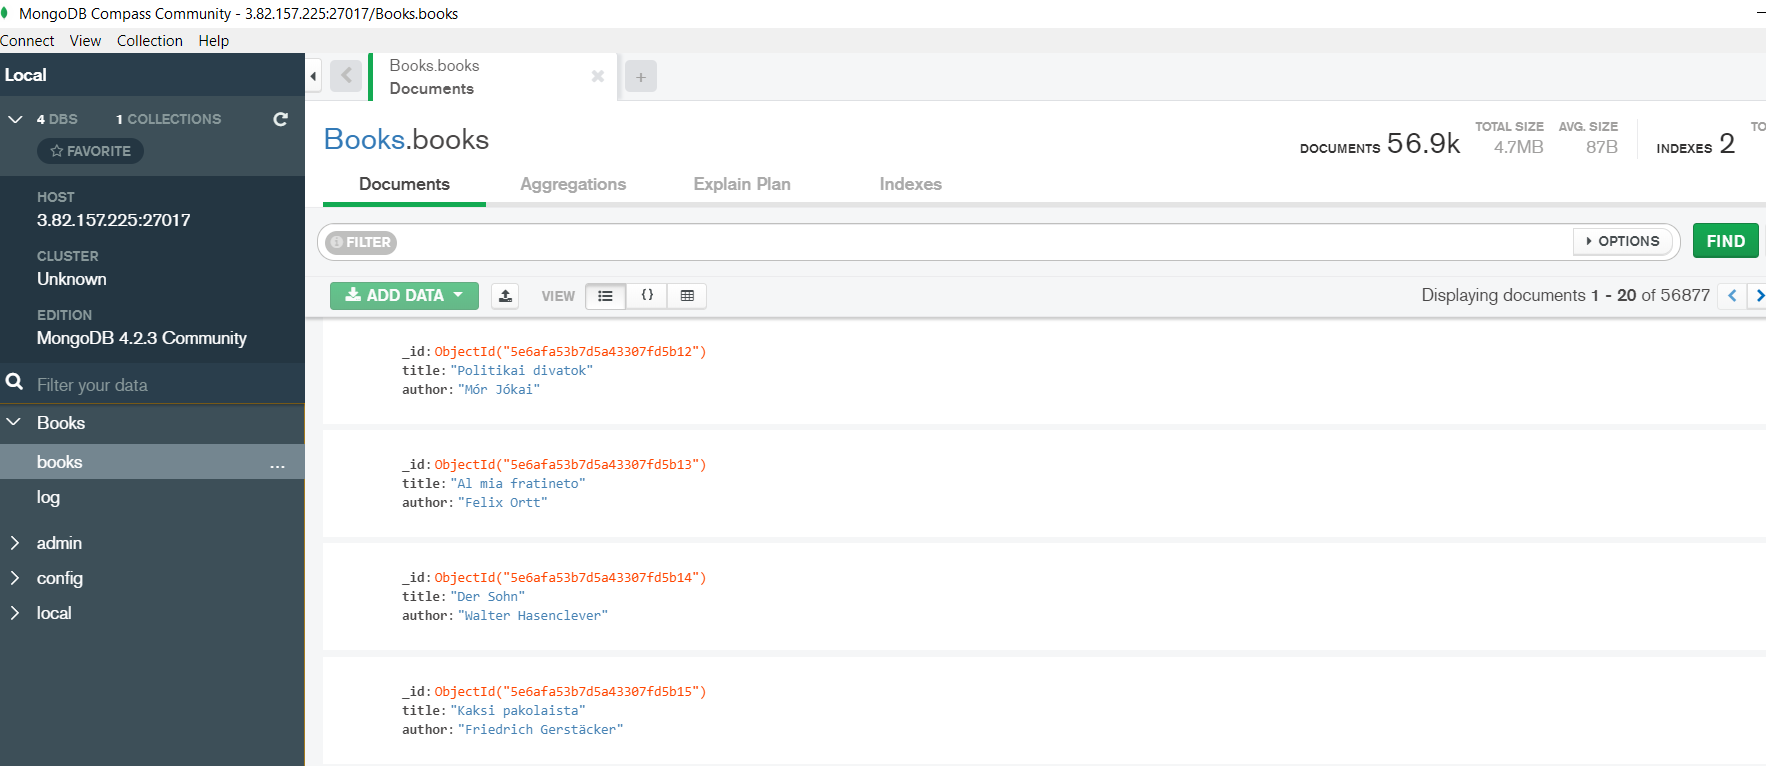 MongoDB Compass Community - 3.82.157.225:27017/Books.books
Connect View Collection Help
Local
4 DBS 1 COLLECTIONS
FAVORITE
HOST
3.82.157.225:27017
CLUSTER
Unknown
EDITION
MongoDB 4.2.3 Community
Filter your data
Books
books ...
log
admin
config
local
Books.books
Documents
+
Books.books
DOCUMENTS 56.9k
TOTAL SIZE
4.7MB
AVG. SIZE
87B
INDEXES 2
TO
Documents Aggregations Explain Plan Indexes
FILTER
OPTIONS
FIND
ADD DATA
VIEW
{}
Displaying documents 1 - 20 of 56877
_id: ObjectId("5e6afa53b7d5a43307fd5b12")
title: "Politikai divatok"
author: "Mór Jókai"
_id: ObjectId("5e6afa53b7d5a43307fd5b13")
title: "Al mia fratineto"
author: "Felix Ortt"
_id: ObjectId("5e6afa53b7d5a43307fd5b14")
title: "Der Sohn"
author: "Walter Hasenclever"
_id: ObjectId("5e6afa53b7d5a43307fd5b15")
title: "Kaksi pakolaista"
author: "Friedrich Gerstäcker"